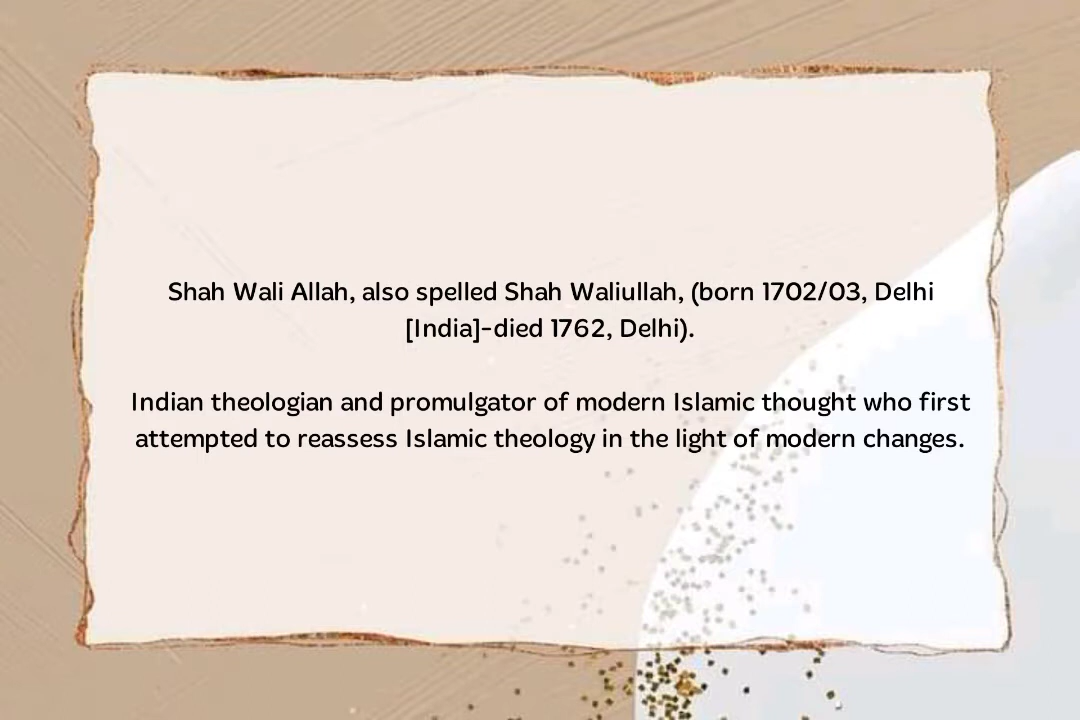 Shah Wali Allah, also spelled Shah Waliullah, (born 1702/03, Delhi
[India]-died 1762, Delhi).
Indian theologian and promulgator of modern Islamic thought who first
attempted to reassess Islamic theology in the light of modern changes.